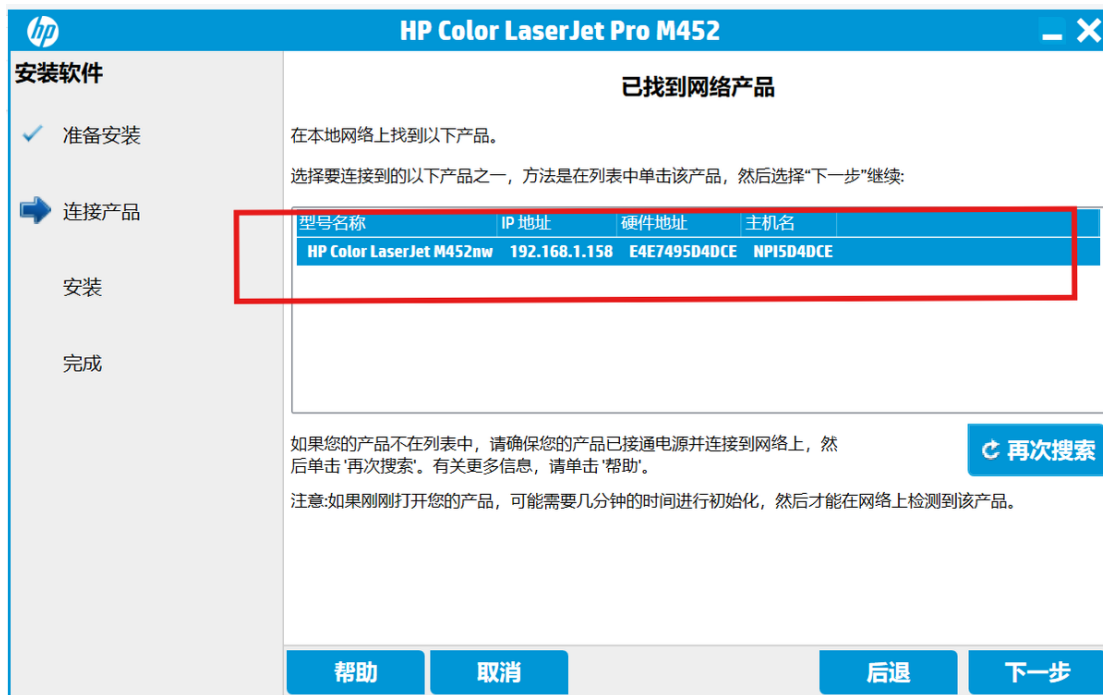 hp
HP Color LaserJet Pro M452
安装软件
准备安装
连接产品
安装
完成
已找到网络产品
在本地网络上找到以下产品。
选择要连接到的以下产品之一，方法是在列表中单击该产品，然后选择“下一步”继续:
型号名称 IP 地址 硬件地址 主机名
HP Color LaserJet M452nw 192.168.1.158 E4E7495D4DCE NPI5D4DCE
如果您的产品不在列表中，请确保您的产品已接通电源并连接到网络上，然
后单击 '再次搜索'。有关更多信息，请单击 '帮助'。
再次搜索
注意:如果刚刚打开您的产品，可能需要几分钟的时间进行初始化，然后才能在网络上检测到该产品。
帮助 取消 后退 下一步